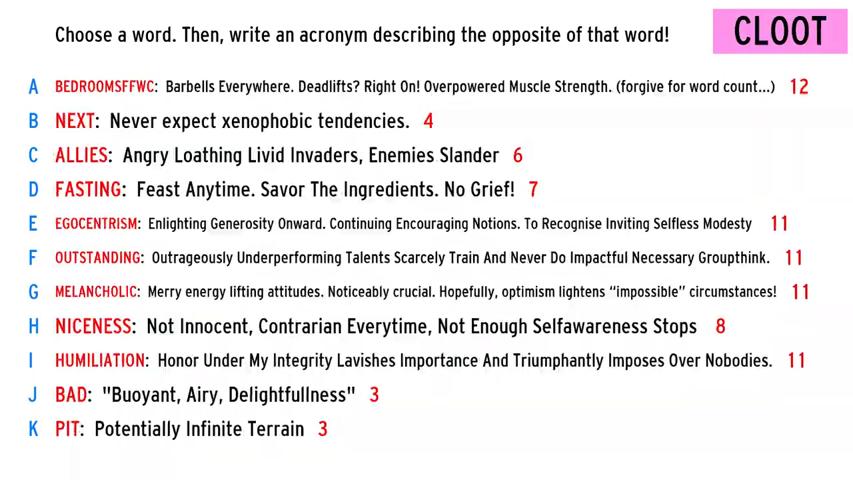 Choose a word. Then, write an acronym describing the opposite of that word!
CLOOT
A BEDROOMSFFWC: Barbells Everywhere. Deadlifts? Right On! Overpowered Muscle Strength. (forgive for word count...) 12
B NEXT: Never expect xenophobic tendencies. 4
C ALLIES: Angry Loathing Livid Invaders, Enemies Slander 6
D FASTING: Feast Anytime. Savor The Ingredients. No Grief! 7
E EGOCENTRISM: Enlighting Generosity Onward. Continuing Encouraging Notions. To Recognise Inviting Selfless Modesty 11
F OUTSTANDING: Outrageously Underperforming Talents Scarcely Train And Never Do Impactful Necessary Groupthink. 11
G MELANCHOLIC: Merry energy lifting attitudes. Noticeably crucial. Hopefully, optimism lightens “impossible” circumstances! 11
H NICENESS: Not Innocent, Contrarian Everytime, Not Enough Selfawareness Stops 8
I HUMILIATION: Honor Under My Integrity Lavishes Importance And Triumphantly Imposes Over Nobodies. 11
J BAD: "Buoyant, Airy, Delightfullness" 3
K PIT: Potentially Infinite Terrain 3